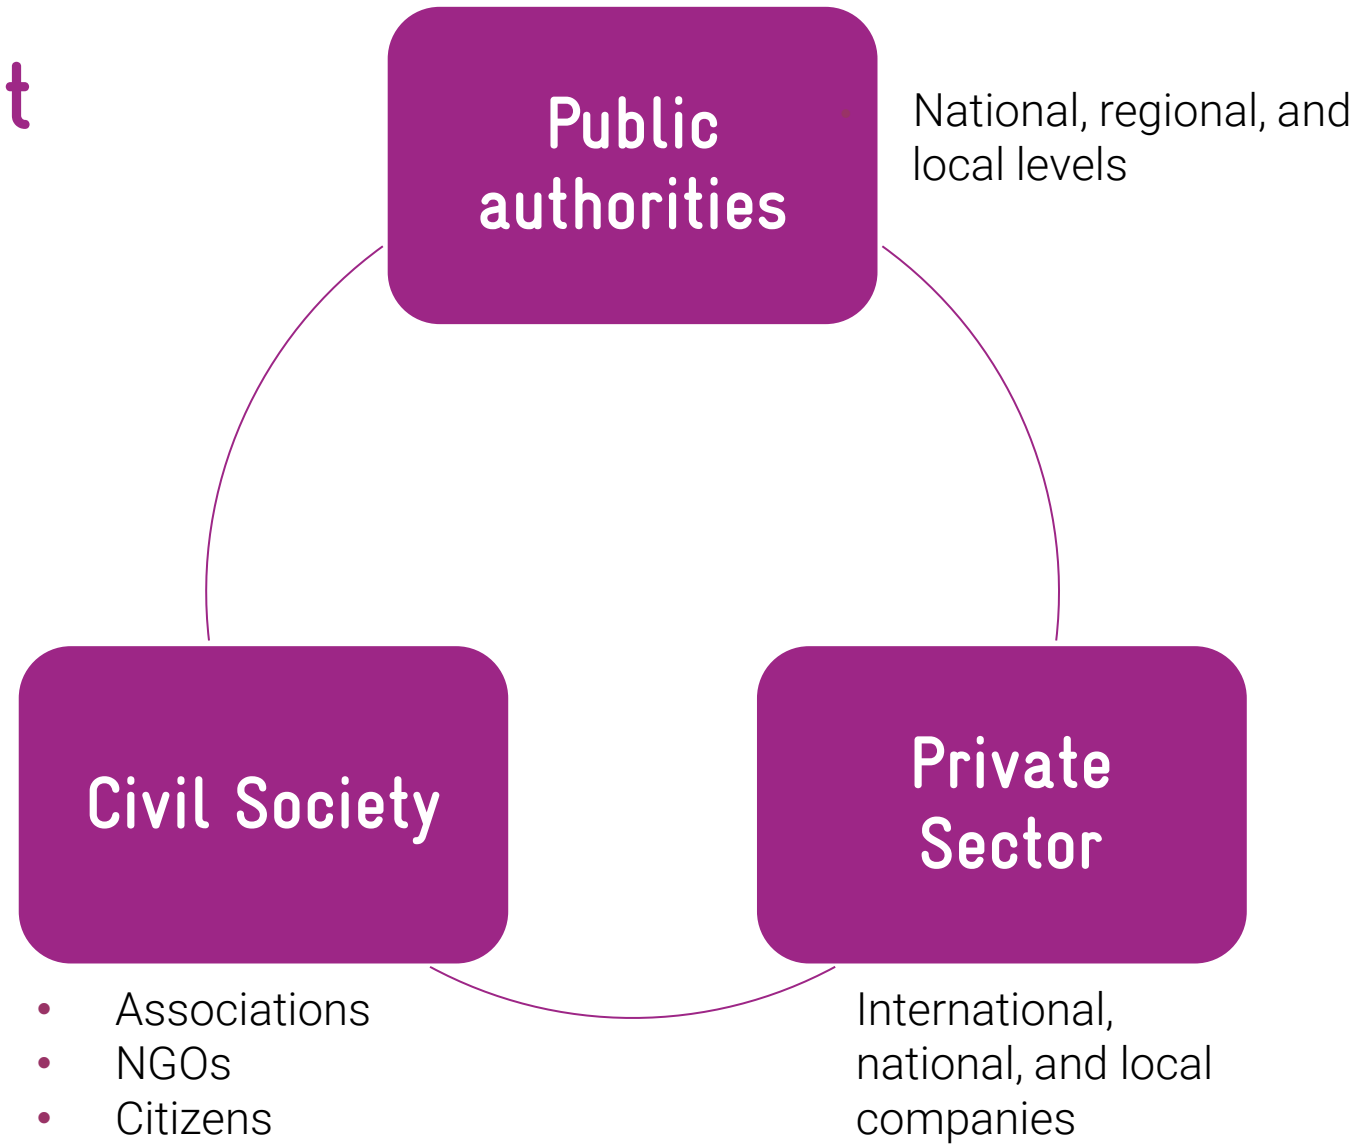 t
Public
authorities
National, regional, and
local levels
Civil Society
Private
Sector
• Associations
• NGOs
• Citizens
International,
national, and local
companies